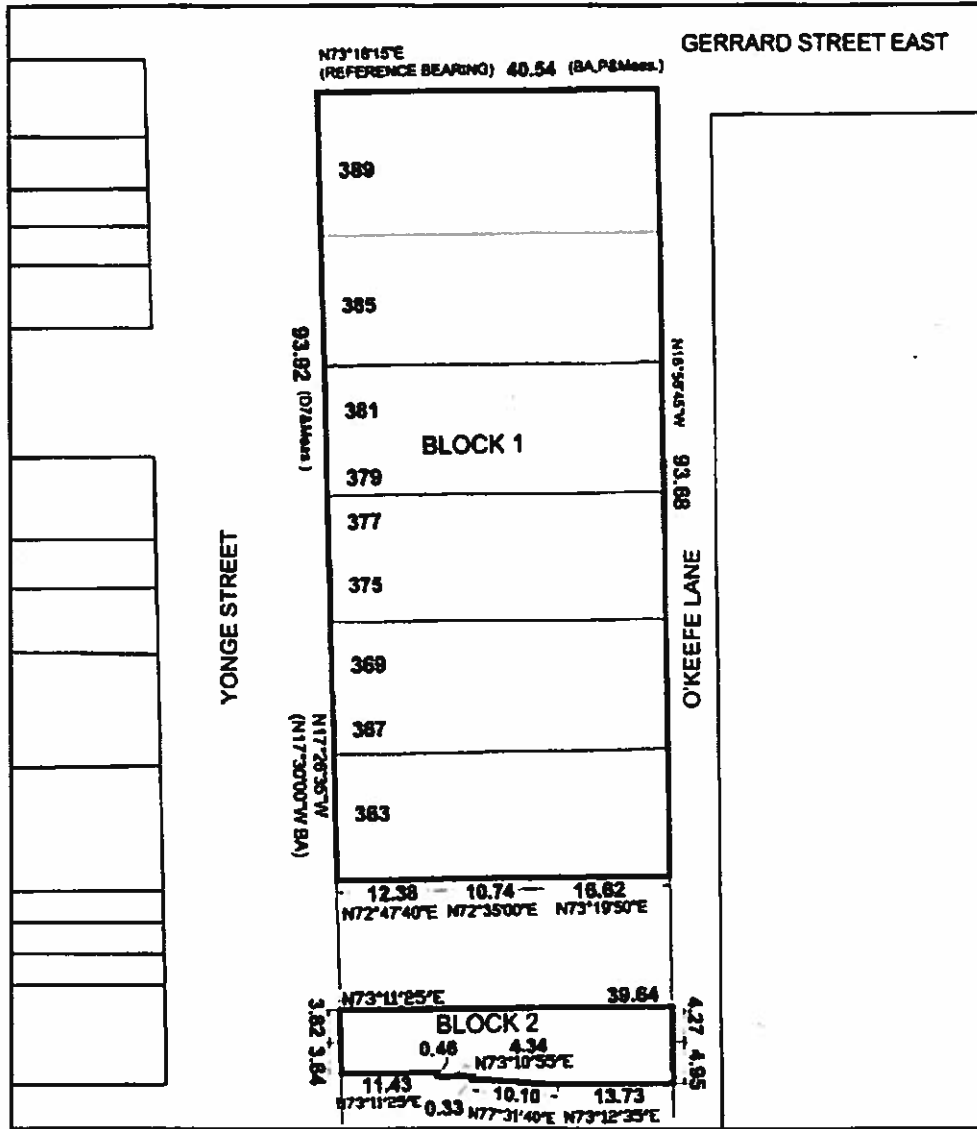 GERRARD STREET EAST
N73°18'15"E
(REFERENCE BEARING) 40.54 (BA,P&Meas.)
389
385
93.92 (D7&Meas.)
381
BLOCK 1
379
377
375
93.68
YONGE STREET
O'KEEFE LANE
369
367
N17°26'35"W
(N17°30'00"W BA)
363
12.38 10.74 16.62
N72°47'40"E N72°35'00"E N73°19'50"E
N73°11'25"E 39.64
3.82 3.84
BLOCK 2
4.27 4.95
0.46 4.34
N73°10'55"E
11.43 10.10 13.73
N73°11'25"E 0.33 N77°31'40"E N73°12'35"E